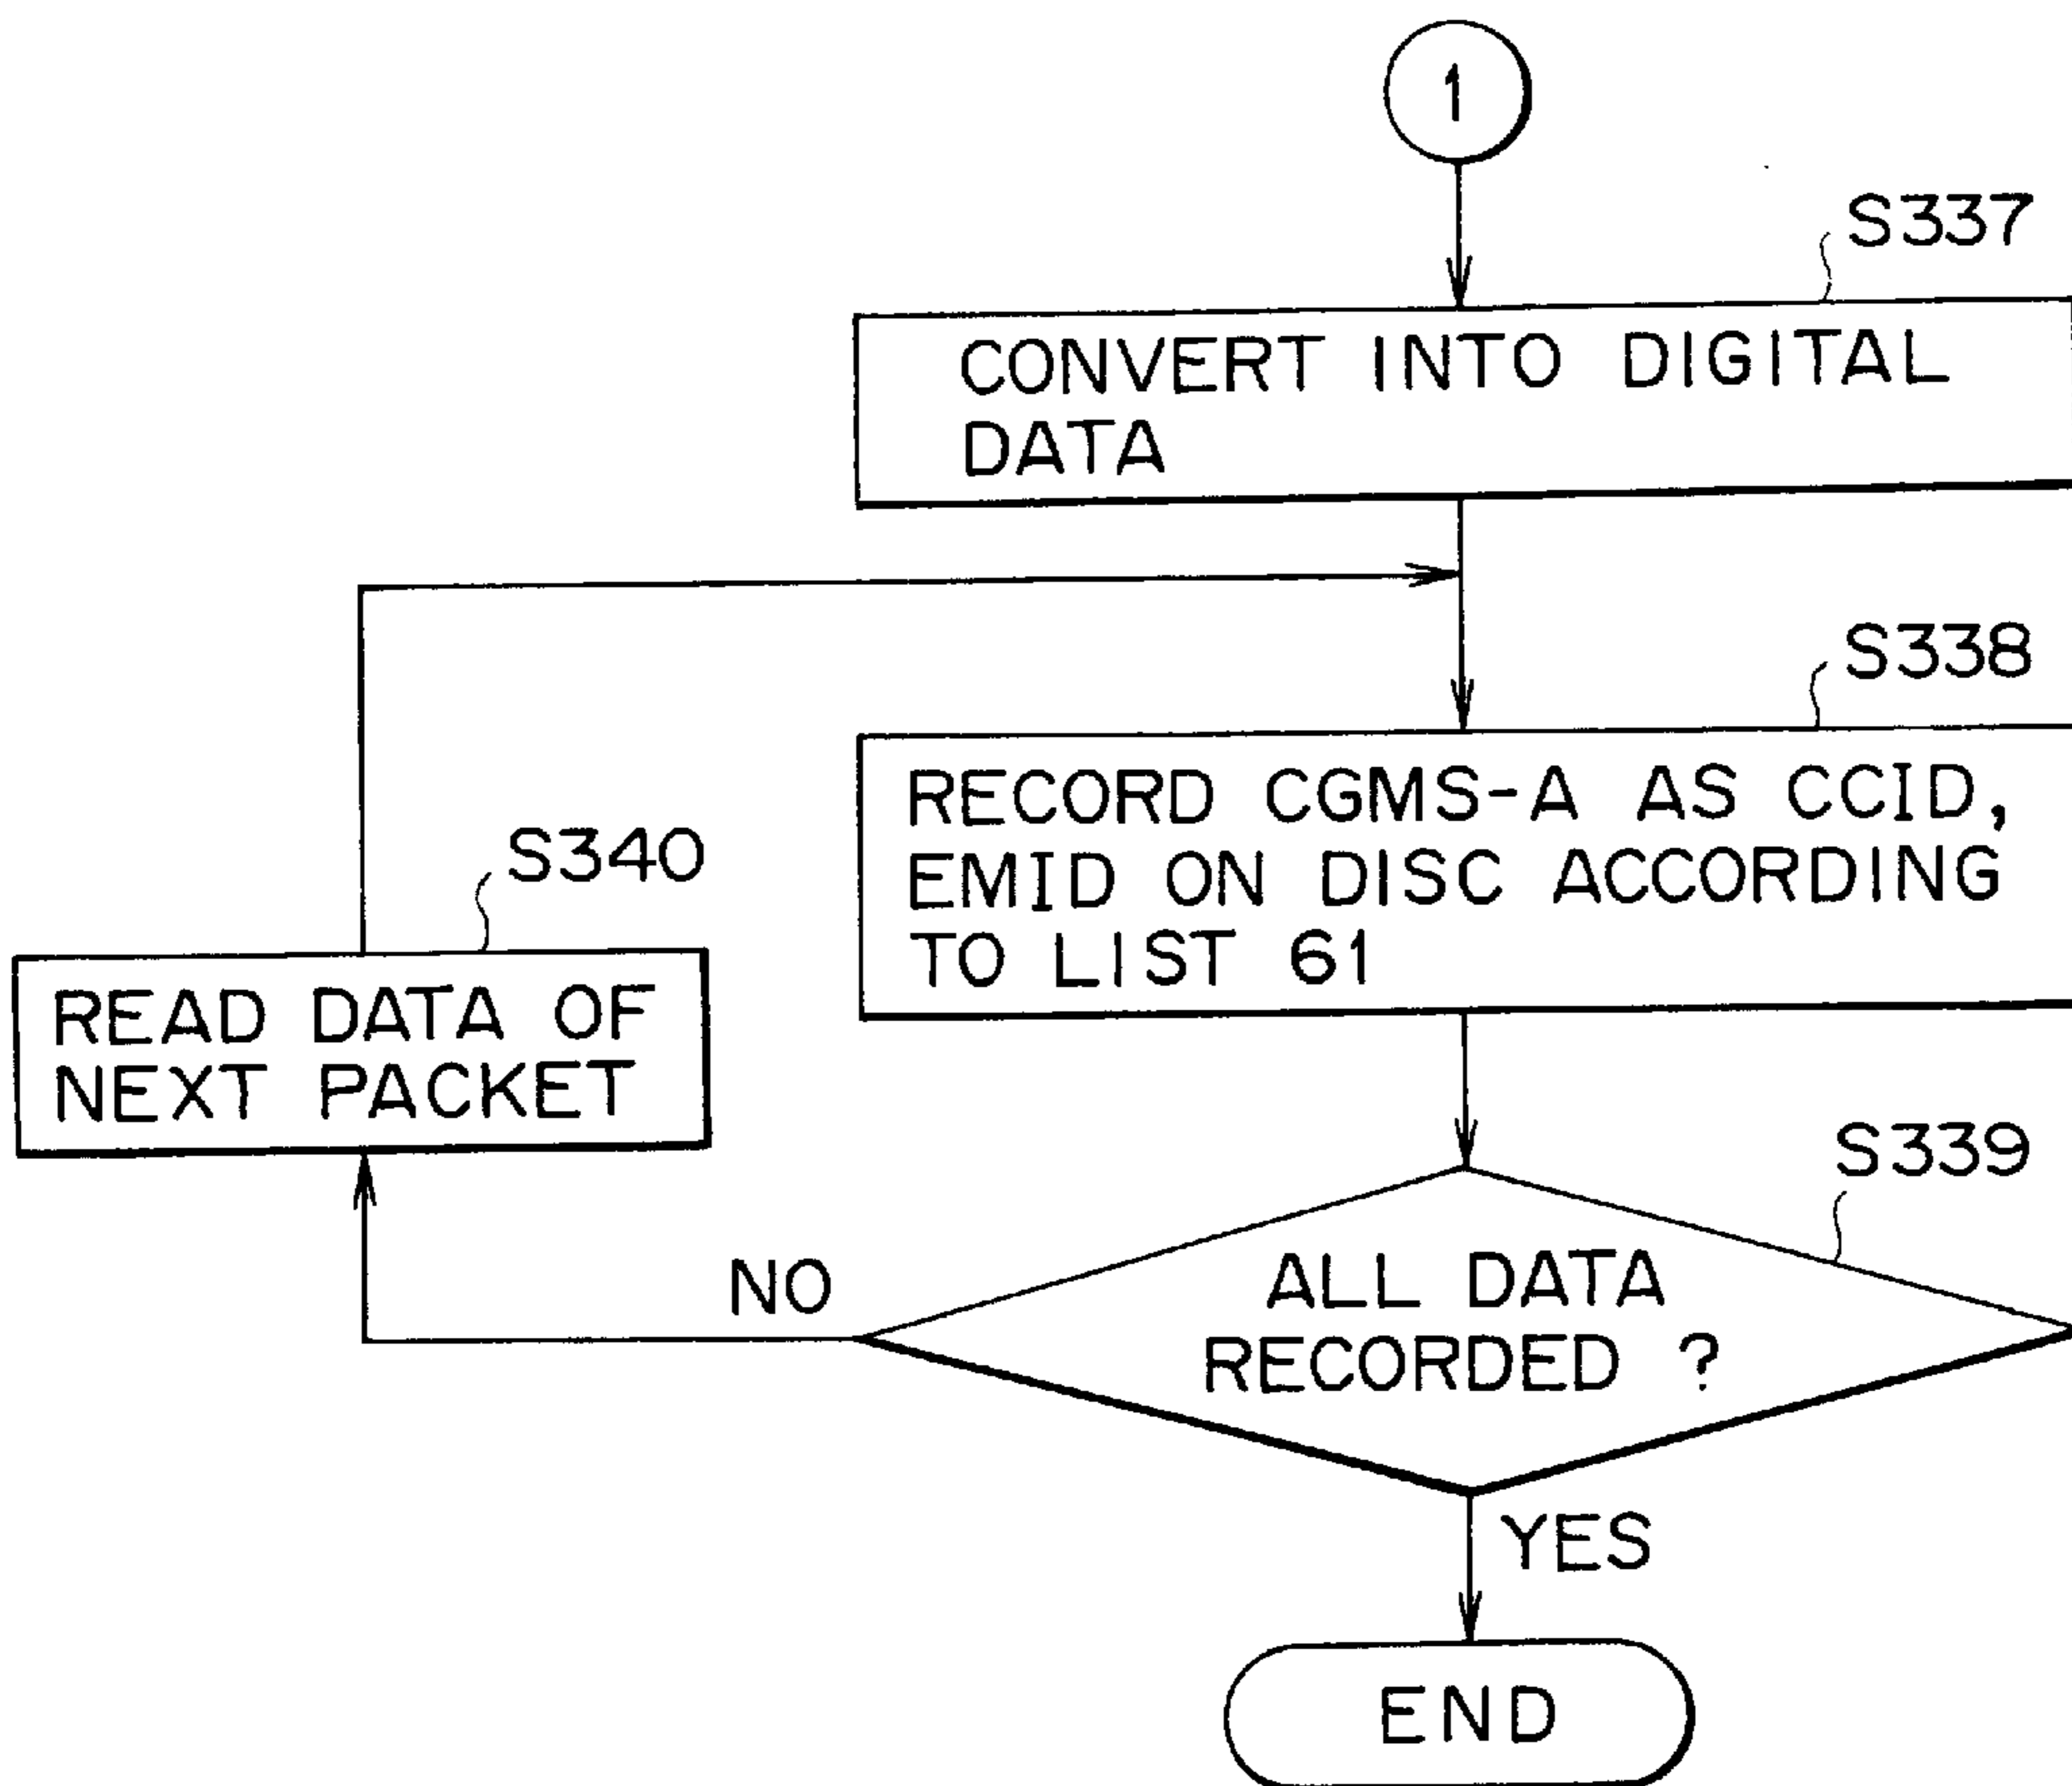 1
S337
CONVERT INTO DIGITAL
DATA
S338
RECORD CGMS-A AS CCID,
EMID ON DISC ACCORDING
TO LIST 61
S340
READ DATA OF
NEXT PACKET
S339
ALL DATA
RECORDED ?
NO
YES
END